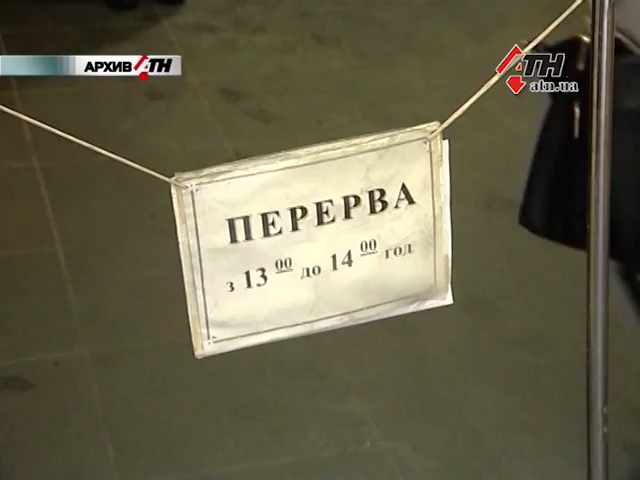 АРХИВ АТН
АТН
atn.ua
ПЕРЕРВА
з 13 00 до 14 00 год